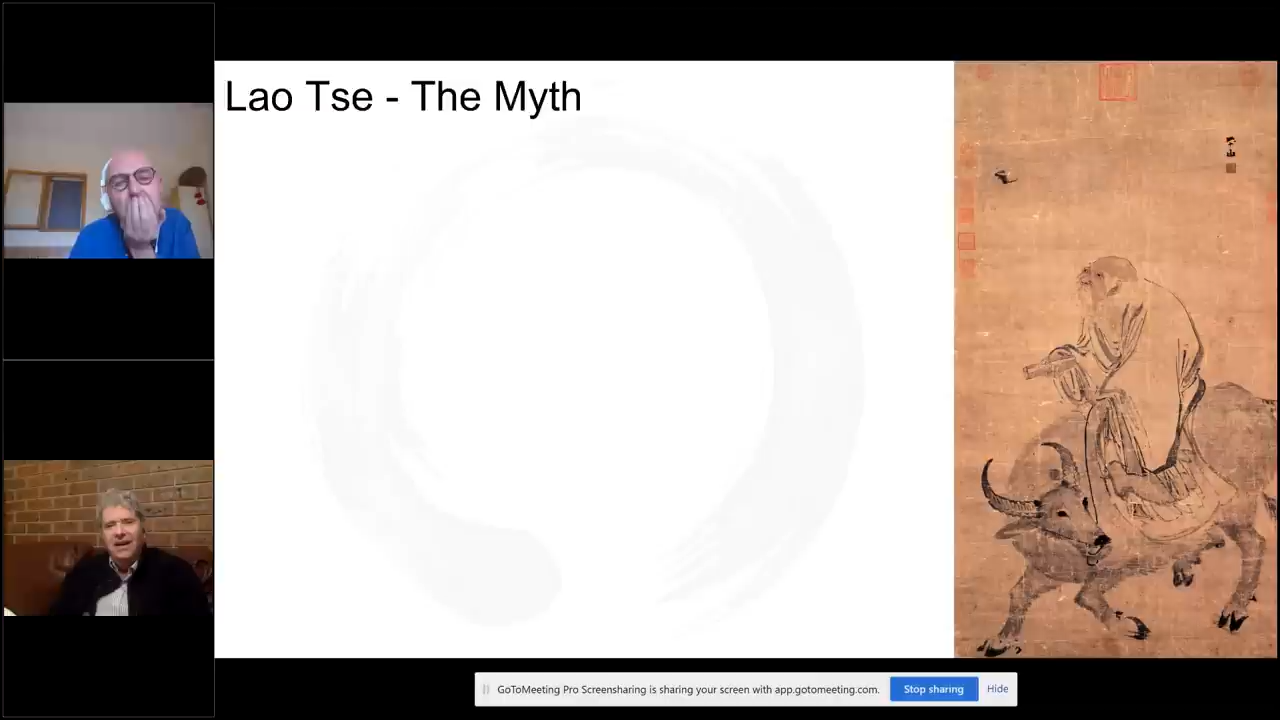 Lao Tse - The Myth
GoToMeeting Pro Screensharing is sharing your screen with app.gotomeeting.com.
Stop sharing
Hide